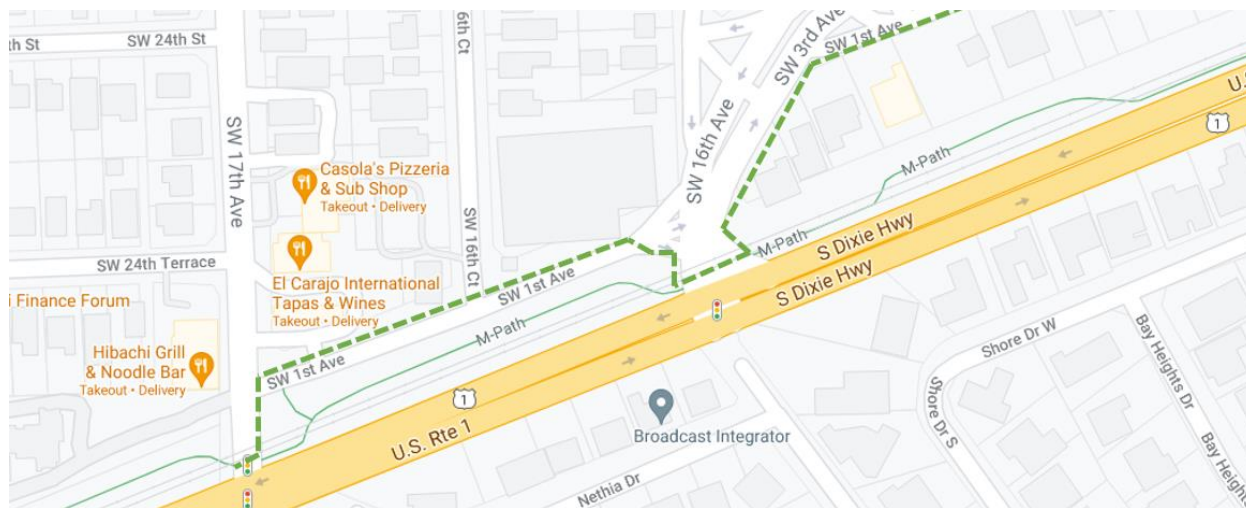 th St
SW 24th St
6th Ct
SW 3rd Ave
SW 1st Ave
U.
1
SW 17th Ave
Casola's Pizzeria
& Sub Shop
Takeout • Delivery
SW 16th Ave
M-Path
SW 16th Ct
M-Path
S Dixie Hwy
S Dixie Hwy
SW 24th Terrace
El Carajo International
Tapas & Wines
Takeout • Delivery
SW 1st Ave
i Finance Forum
M-Path
Hibachi Grill
& Noodle Bar
Takeout • Delivery
SW 1st Ave
1
U.S. Rte 1
Broadcast Integrator
Shore Dr W
Shore Dr S
Bay Heights Dr
Bay Heights
Nethia Dr